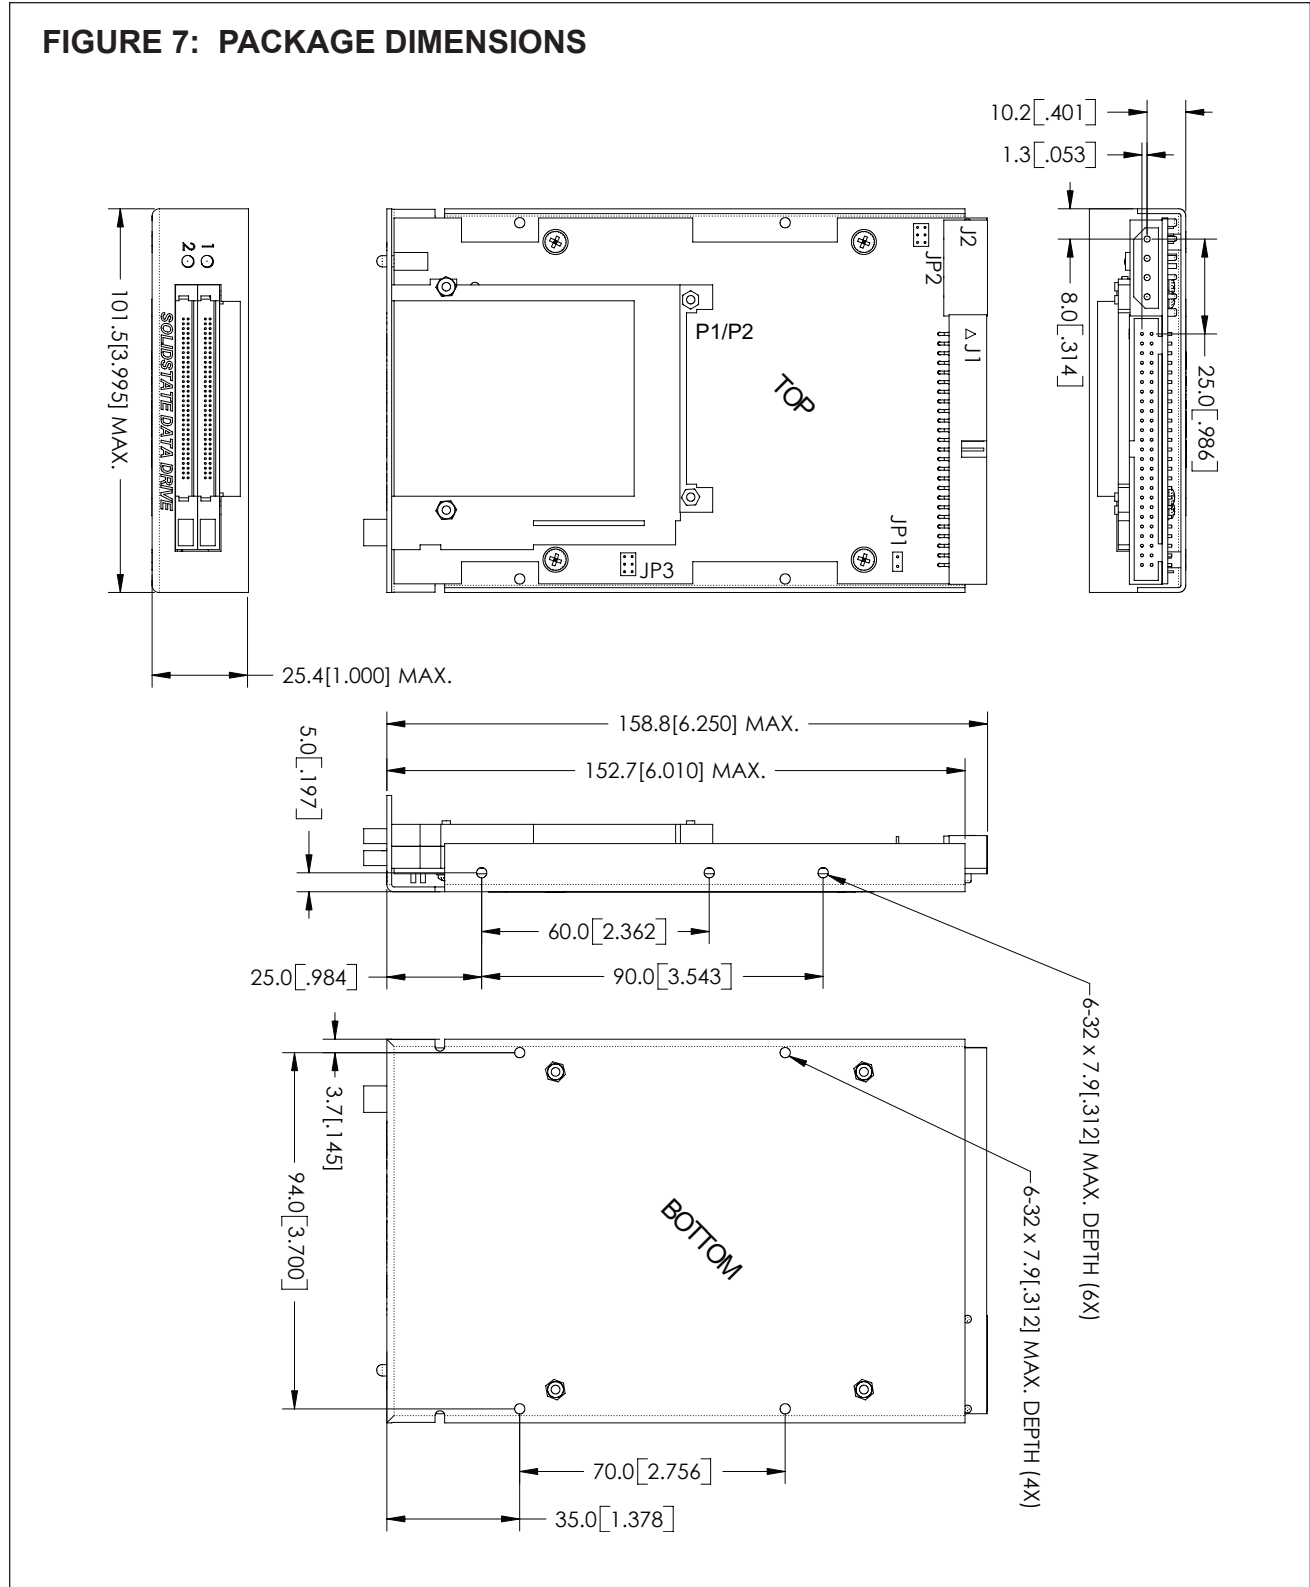 FIGURE 7: PACKAGE DIMENSIONS
10.2[.401]
1.3[.053]
1
2
SOLIDSTATE DATA DRIVE
101.5[3.995] MAX.
25.4[1.000] MAX.
J2
JP2
P1/P2
J1
TOP
JP1
JP3
8.0[.314]
25.0[.986]
158.8[6.250] MAX.
152.7[6.010] MAX.
5.0[.197]
60.0[2.362]
25.0[.984]
90.0[3.543]
6-32 x 7.9[.312] MAX. DEPTH (6X)
3.7[.145]
94.0[3.700]
BOTTOM
6-32 x 7.9[.312] MAX. DEPTH (4X)
70.0[2.756]
35.0[1.378]